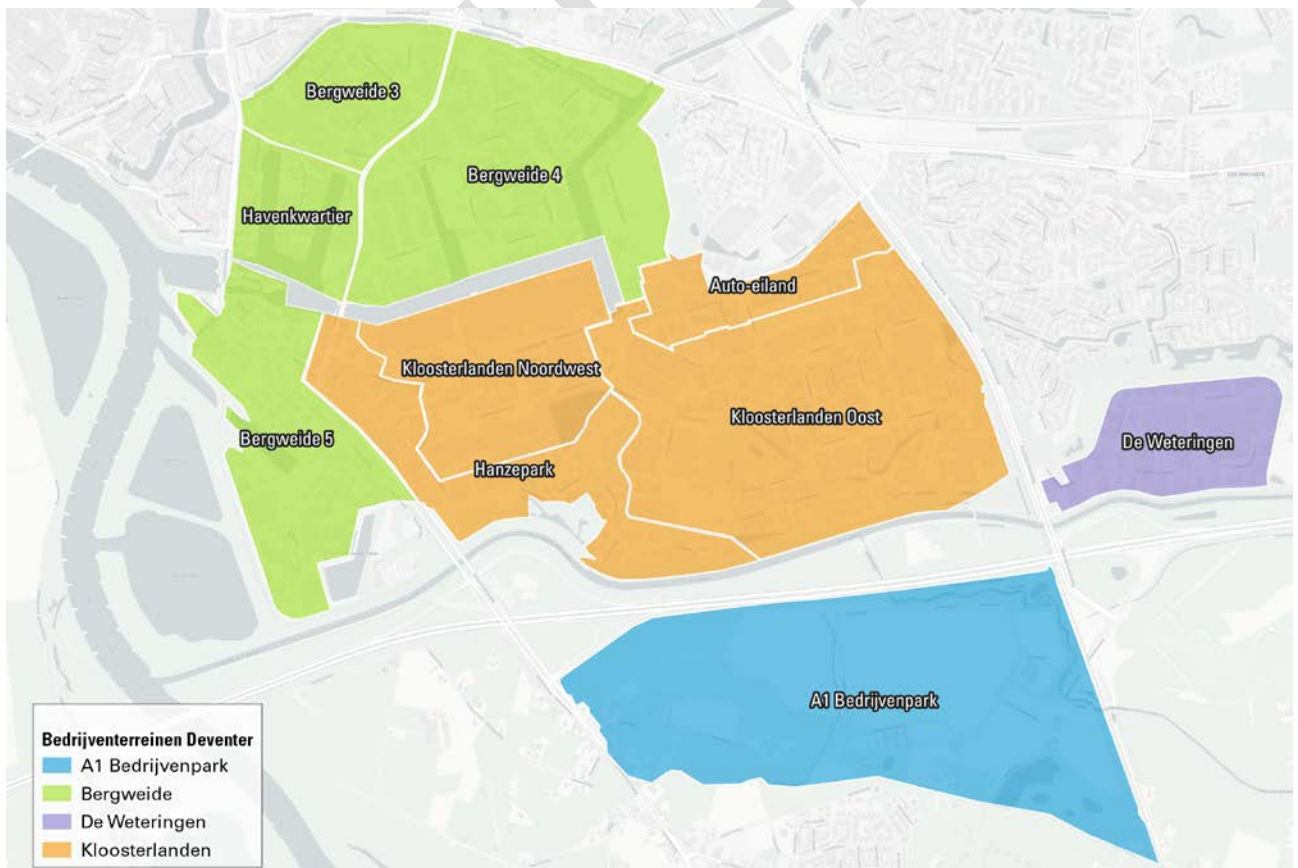 Bergweide 3
Bergweide 4
Havenkwartier
Auto-eiland
Kloosterlanden Noordwest
Kloosterlanden Oost
Bergweide 5
De Weteringen
Hanzepark
A1 Bedrijvenpark
Bedrijventerreinen Deventer
A1 Bedrijvenpark
Bergweide
De Weteringen
Kloosterlanden